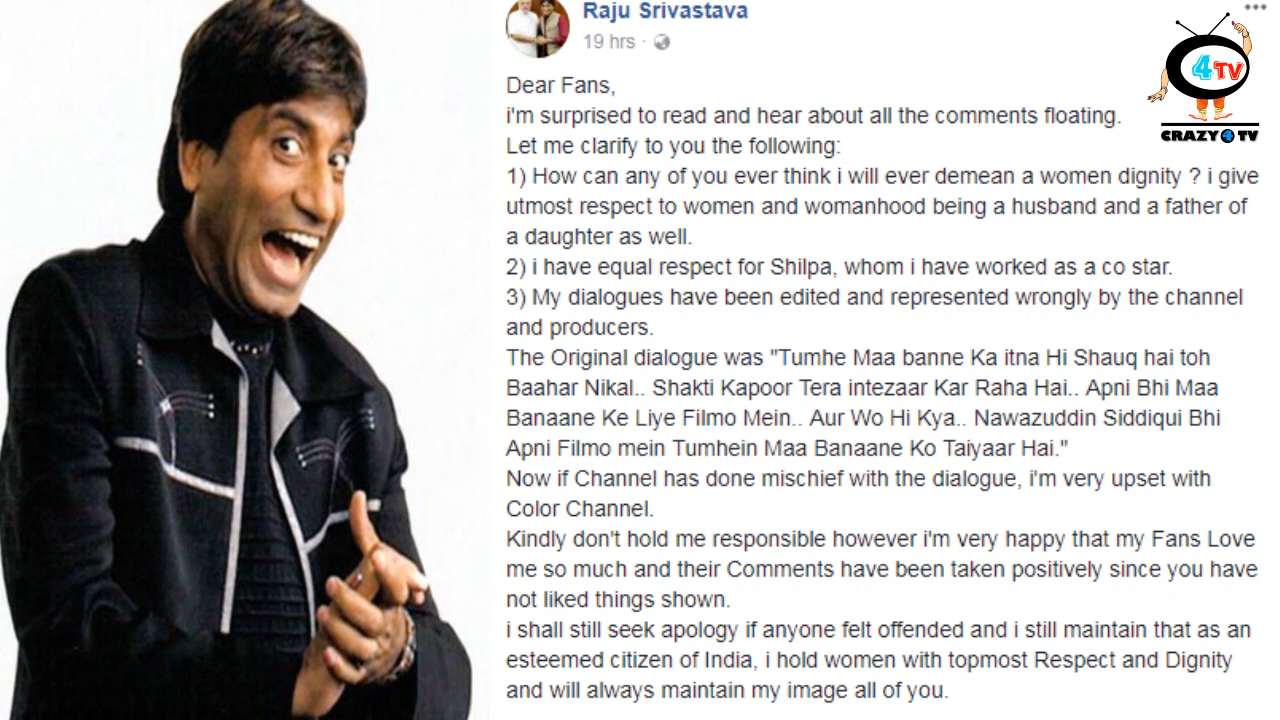 Raju Srivastava
19 hrs ·
Dear Fans,
i'm surprised to read and hear about all the comments floating.
Let me clarify to you the following:
1) How can any of you ever think i will ever demean a women dignity ? i give
utmost respect to women and womanhood being a husband and a father of
a daughter as well.
2) i have equal respect for Shilpa, whom i have worked as a co star.
3) My dialogues have been edited and represented wrongly by the channel
and producers.
The Original dialogue was "Tumhe Maa banne Ka itna Hi Shauq hai toh
Baahar Nikal.. Shakti Kapoor Tera intezaar Kar Raha Hai.. Apni Bhi Maa
Banaane Ke Liye Filmo Mein.. Aur Wo Hi Kya.. Nawazuddin Siddiqui Bhi
Apni Filmo mein Tumhein Maa Banaane Ko Taiyaar Hai."
Now if Channel has done mischief with the dialogue, i'm very upset with
Color Channel.
Kindly don't hold me responsible however i'm very happy that my Fans Love
me so much and their Comments have been taken positively since you have
not liked things shown.
i shall still seek apology if anyone felt offended and i still maintain that as an
esteemed citizen of India, i hold women with topmost Respect and Dignity
and will always maintain my image all of you.
4TV
CRAZY 4 TV